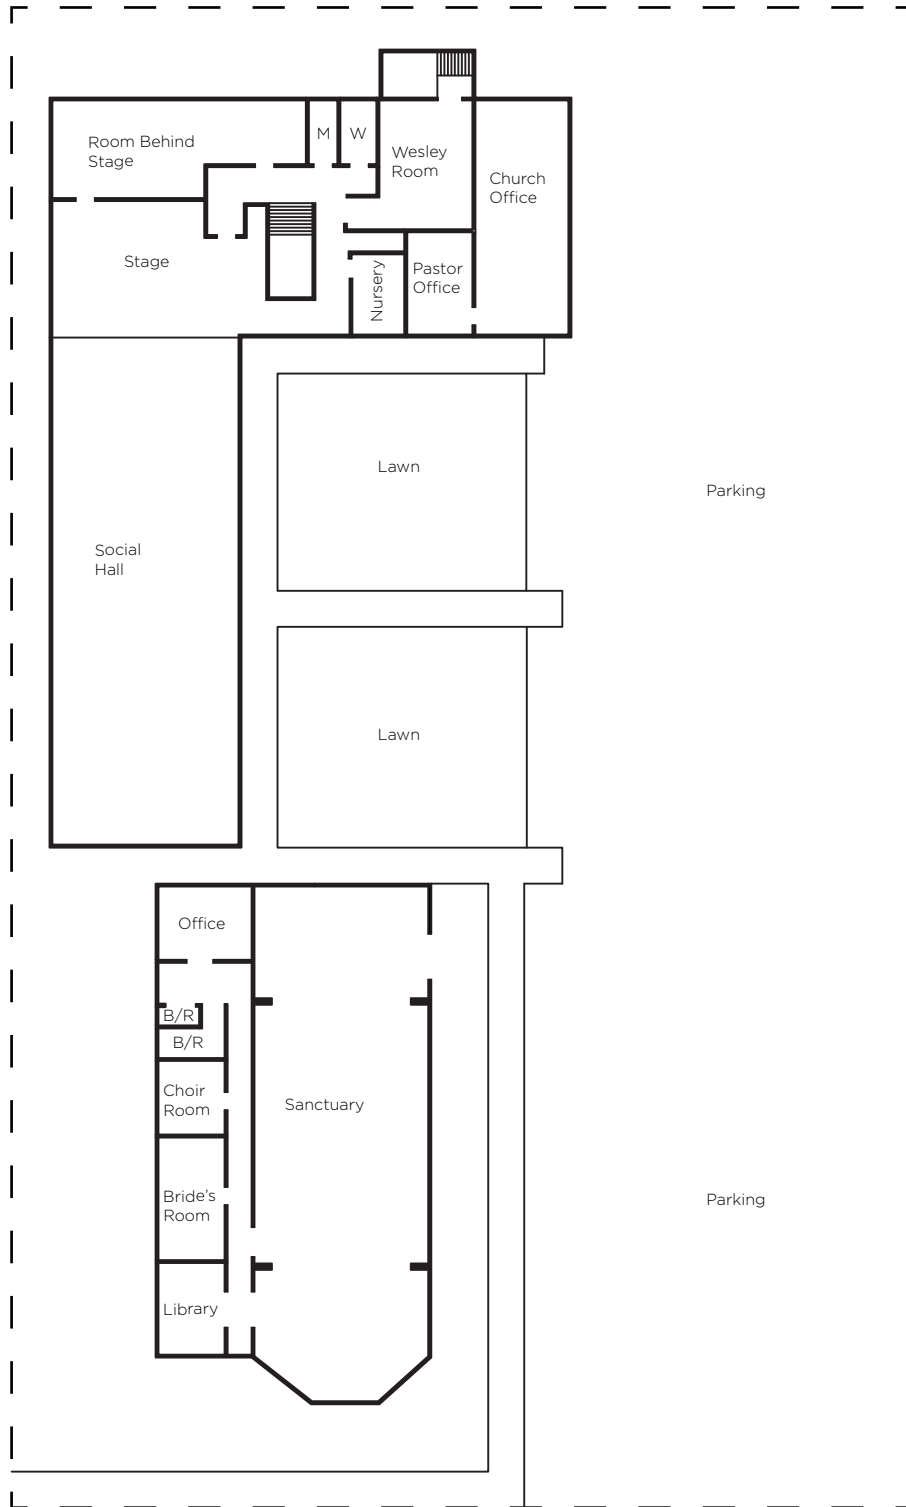 Room Behind
Stage
M
W
Wesley
Room
Church
Office
Stage
Nursery
Pastor
Office
Lawn
Parking
Social
Hall
Lawn
Office
B/R
B/R
Choir
Room
Sanctuary
Bride's
Room
Parking
Library